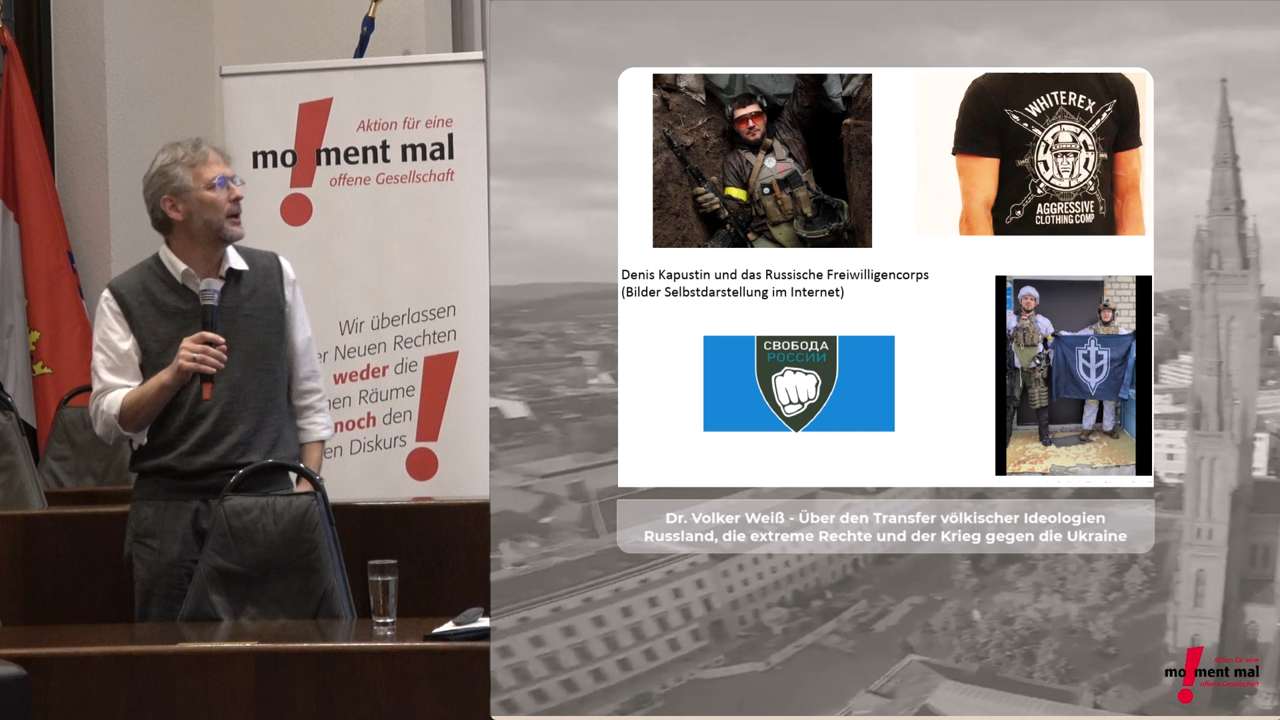 Aktion für eine
mo!ment mal
offene Gesellschaft
Wir überlassen
er Neuen Rechten
weder die
nen Räume
noch den
en Diskurs
WHITEREX
AGGRESSIVE
CLOTHING COMP
Denis Kapustin und das Russische Freiwilligencorps
(Bilder Selbstdarstellung im Internet)
СВОБОДА
РОССИИ
Dr. Volker Weiß - Über den Transfer völkischer Ideologien
Russland, die extreme Rechte und der Krieg gegen die Ukraine
Aktion für eine
mo!ment mal
offene Gesellschaft